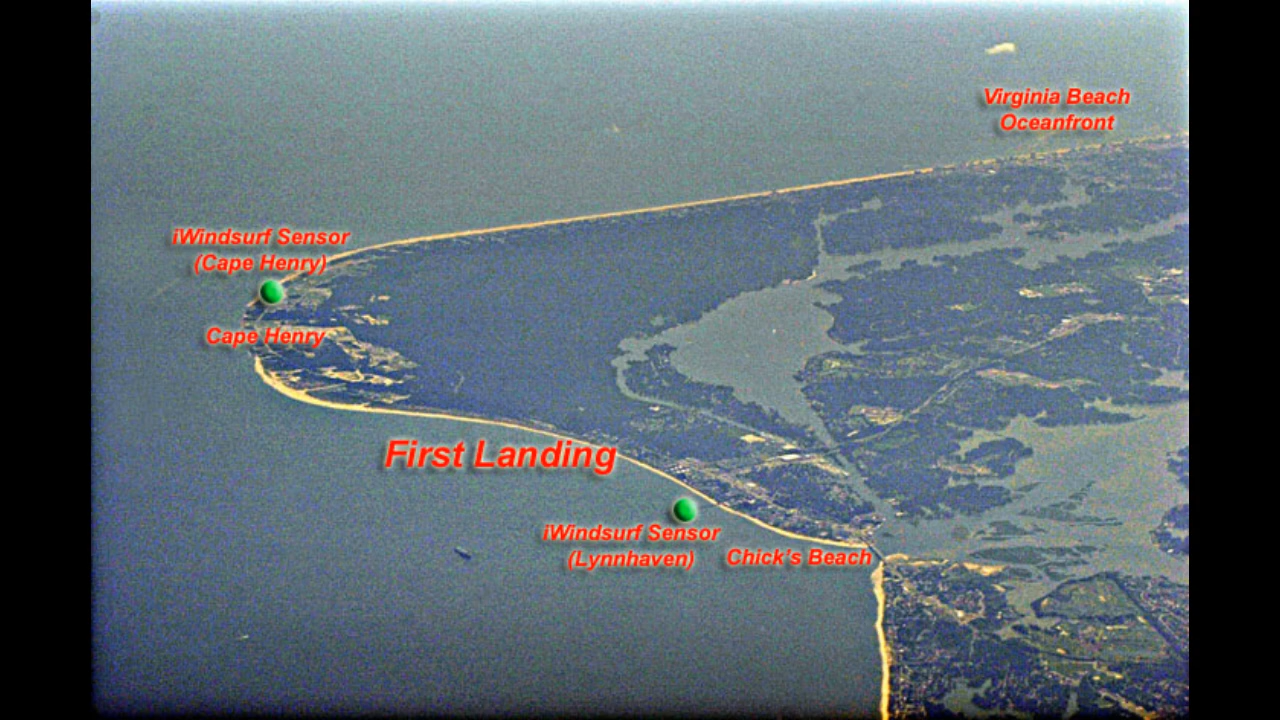 Virginia Beach
Oceanfront
iWindsurf Sensor
(Cape Henry)
Cape Henry
First Landing
iWindsurf Sensor
(Lynnhaven)
Chick's Beach